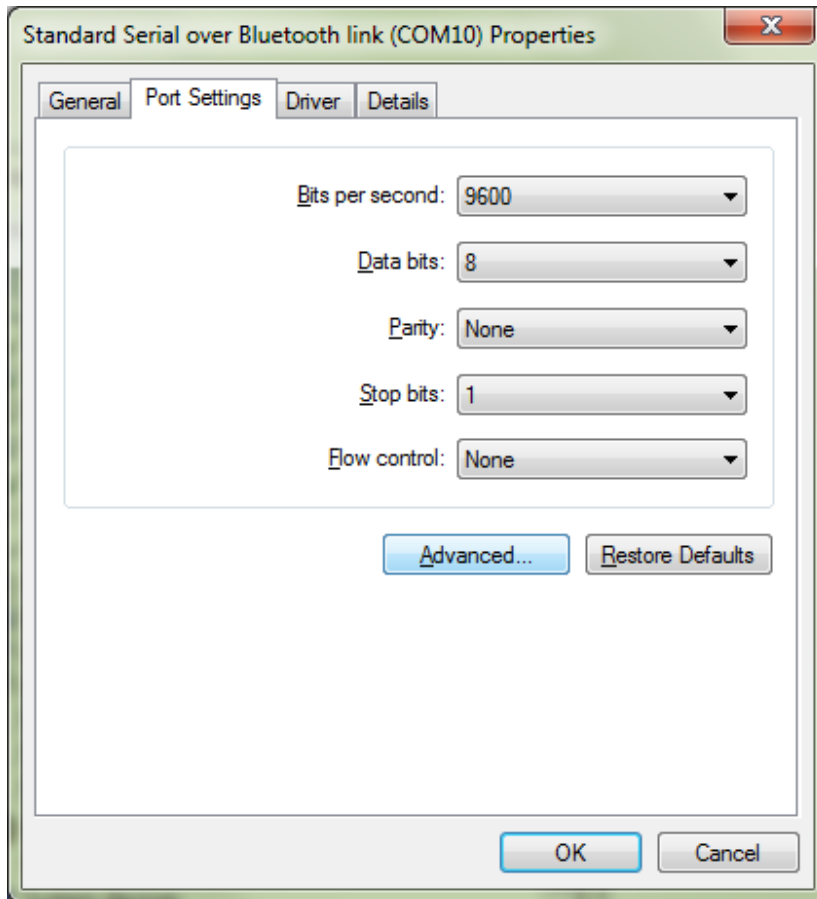 Standard Serial over Bluetooth link (COM10) Properties
General Port Settings Driver Details
Bits per second: 9600
Data bits: 8
Parity: None
Stop bits: 1
Flow control: None
Advanced... Restore Defaults
OK Cancel